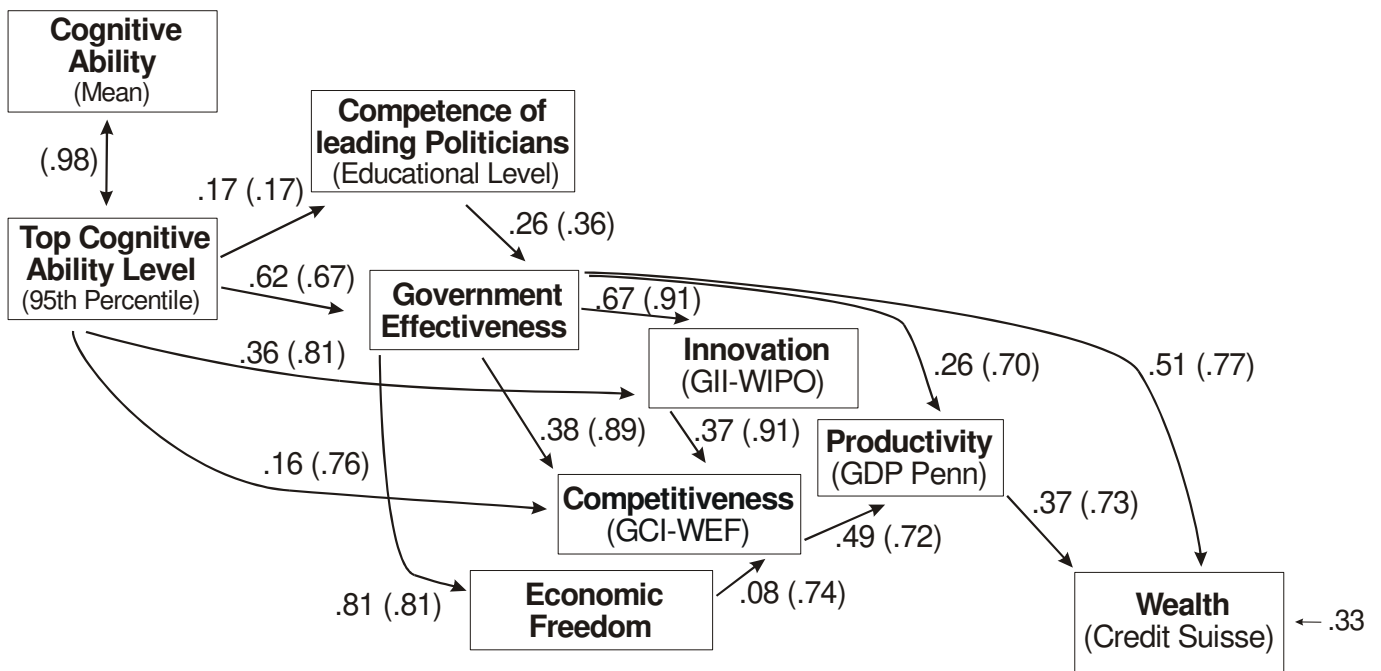 Cognitive
Ability
(Mean)
Competence of
leading Politicians
(Educational Level)
(.98)
.17 (.17)
Top Cognitive
Ability Level
(95th Percentile)
.26 (.36)
.62 (.67)
Government
Effectiveness
.67 (.91)
.36 (.81)
Innovation
(GII-WIPO)
.26 (.70)
.51 (.77)
.38 (.89)
.37 (.91)
Productivity
(GDP Penn)
.16 (.76)
Competitiveness
(GCI-WEF)
.37 (.73)
.49 (.72)
.81 (.81)
Economic
Freedom
.08 (.74)
Wealth
(Credit Suisse)
.33